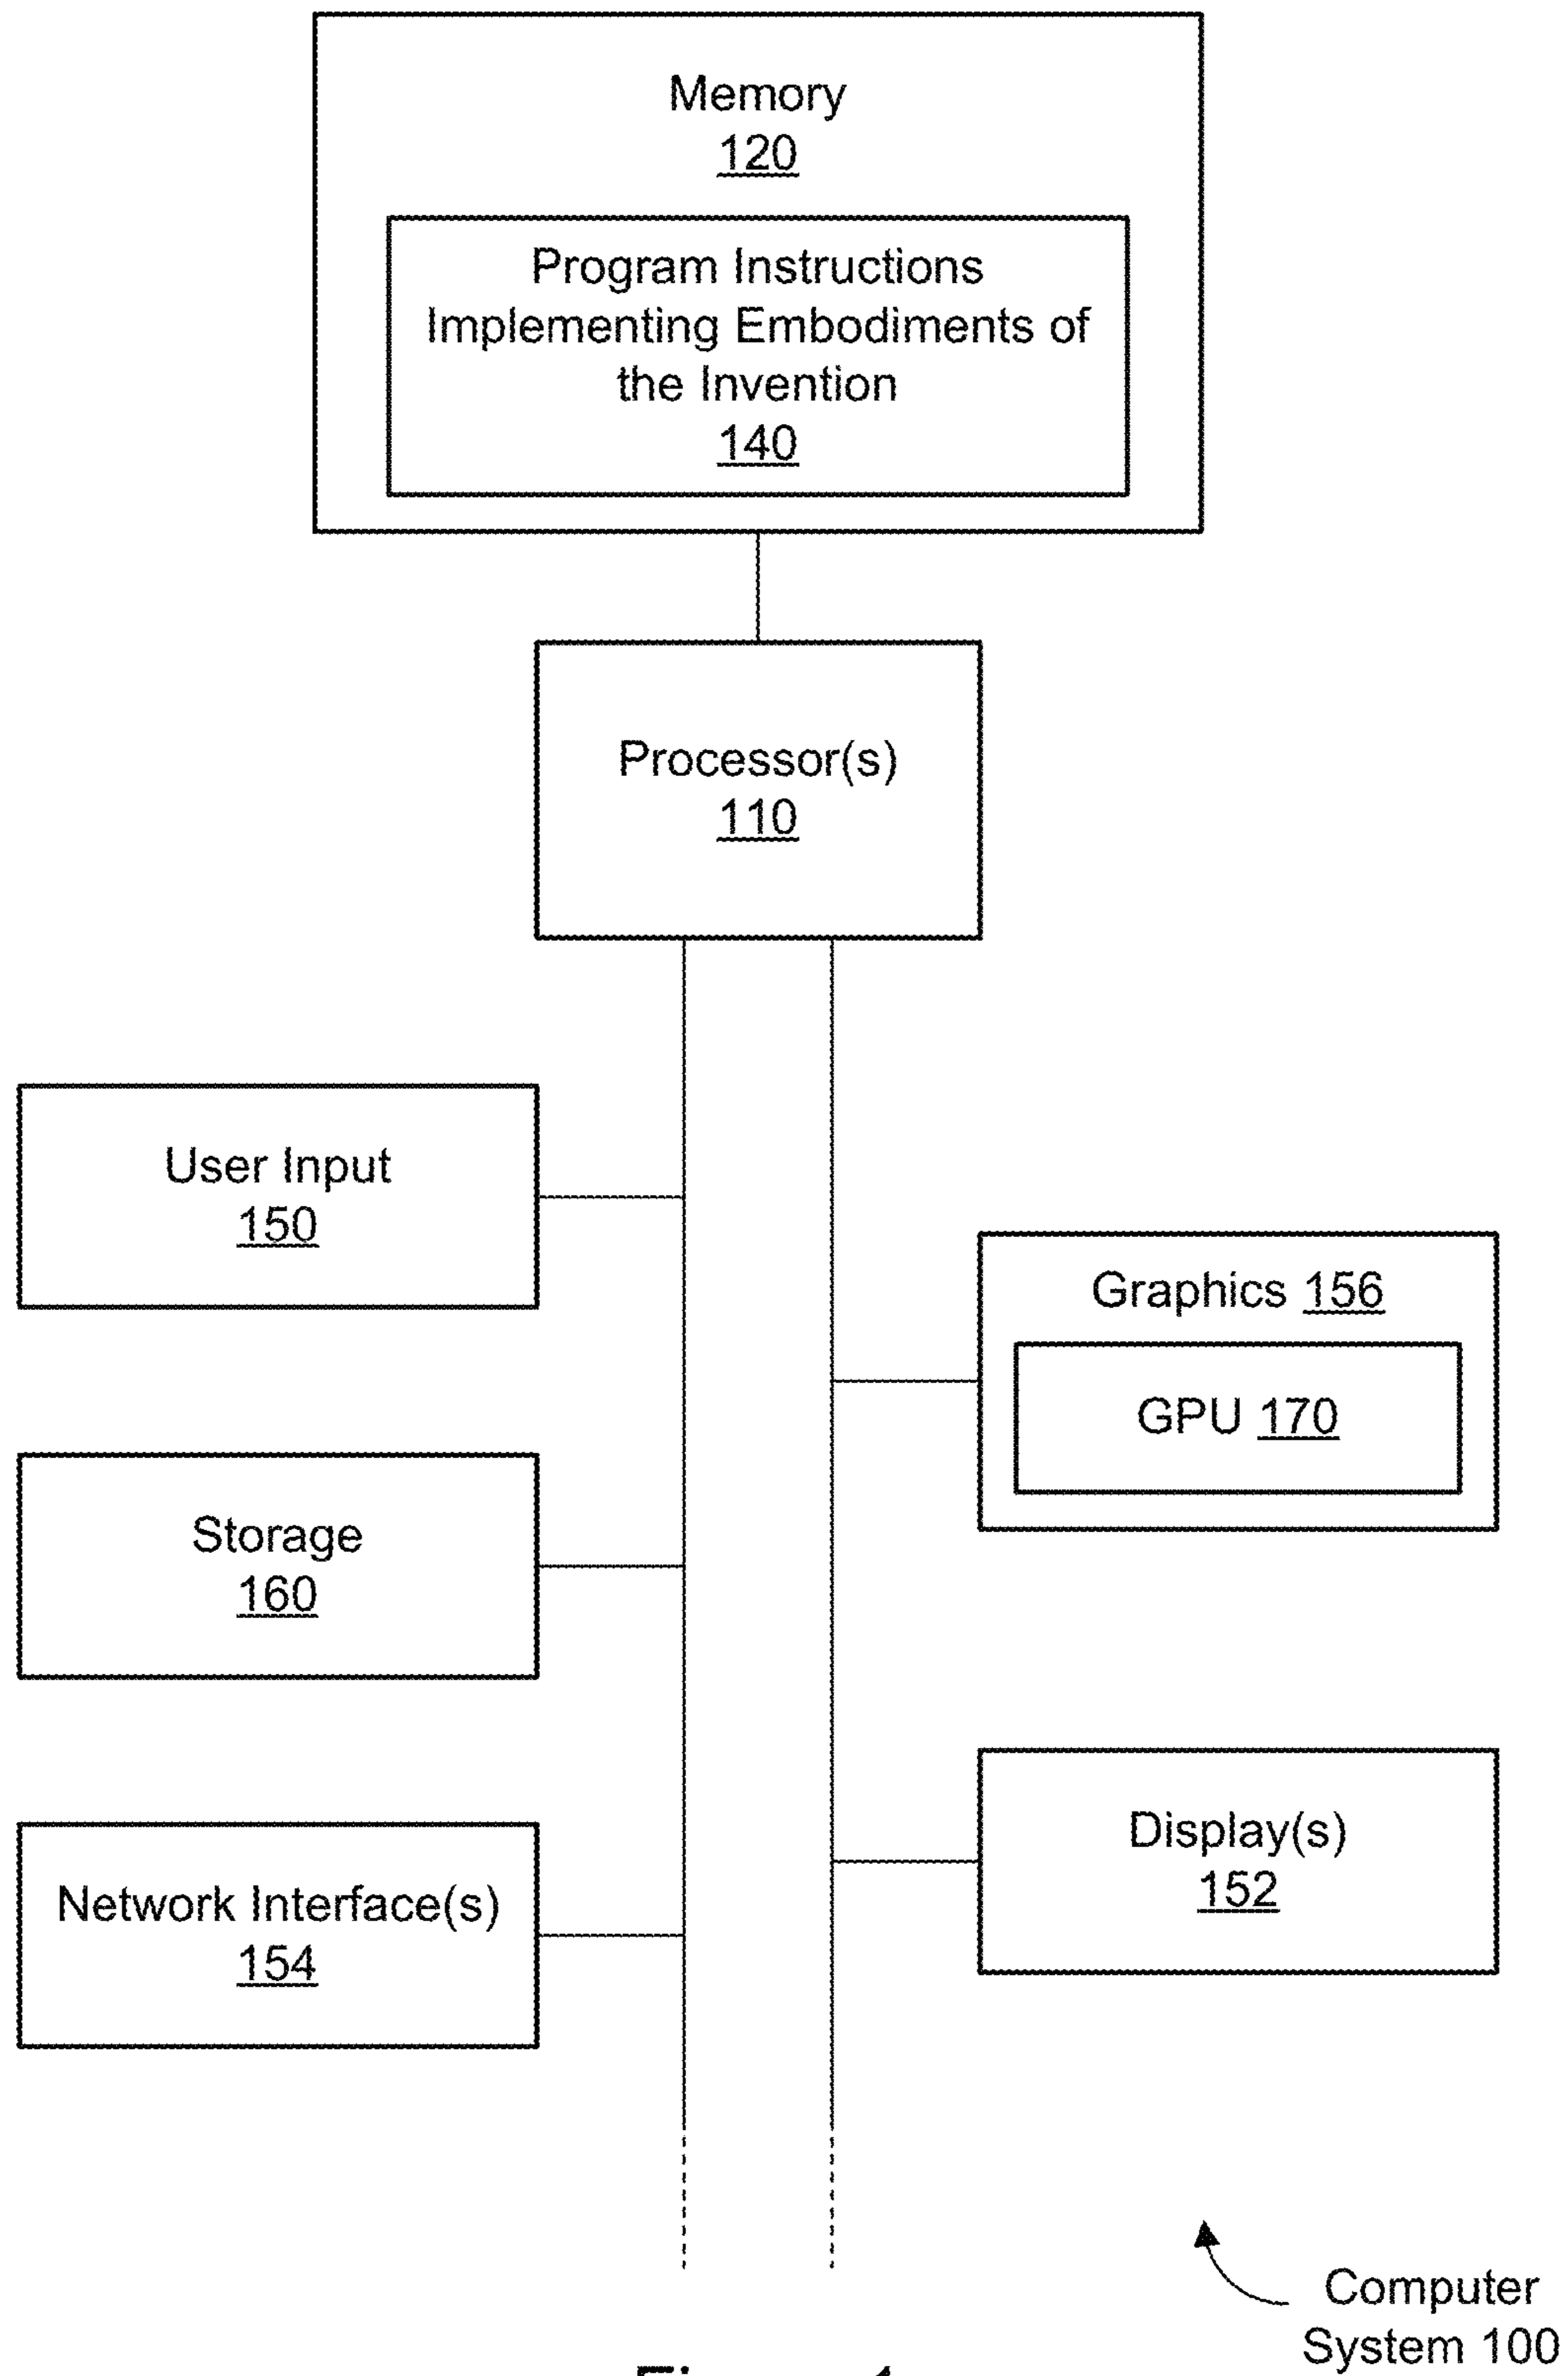 Memory
120
Program Instructions
Implementing Embodiments of
the Invention
140
Processor(s)
110
User Input
150
Graphics 156
GPU 170
Storage
160
Display(s)
152
Network Interface(s)
154
Computer
System 100